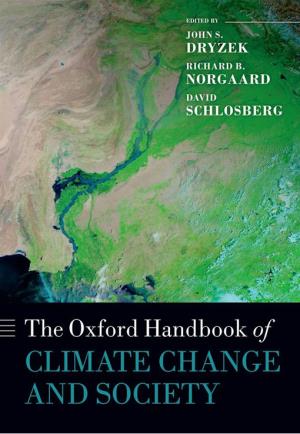 EDITED BY
JOHN S.
DRYZEK
RICHARD B.
NORGAARD
DAVID
SCHLOSBERG
The Oxford Handbook of
CLIMATE CHANGE
AND SOCIETY